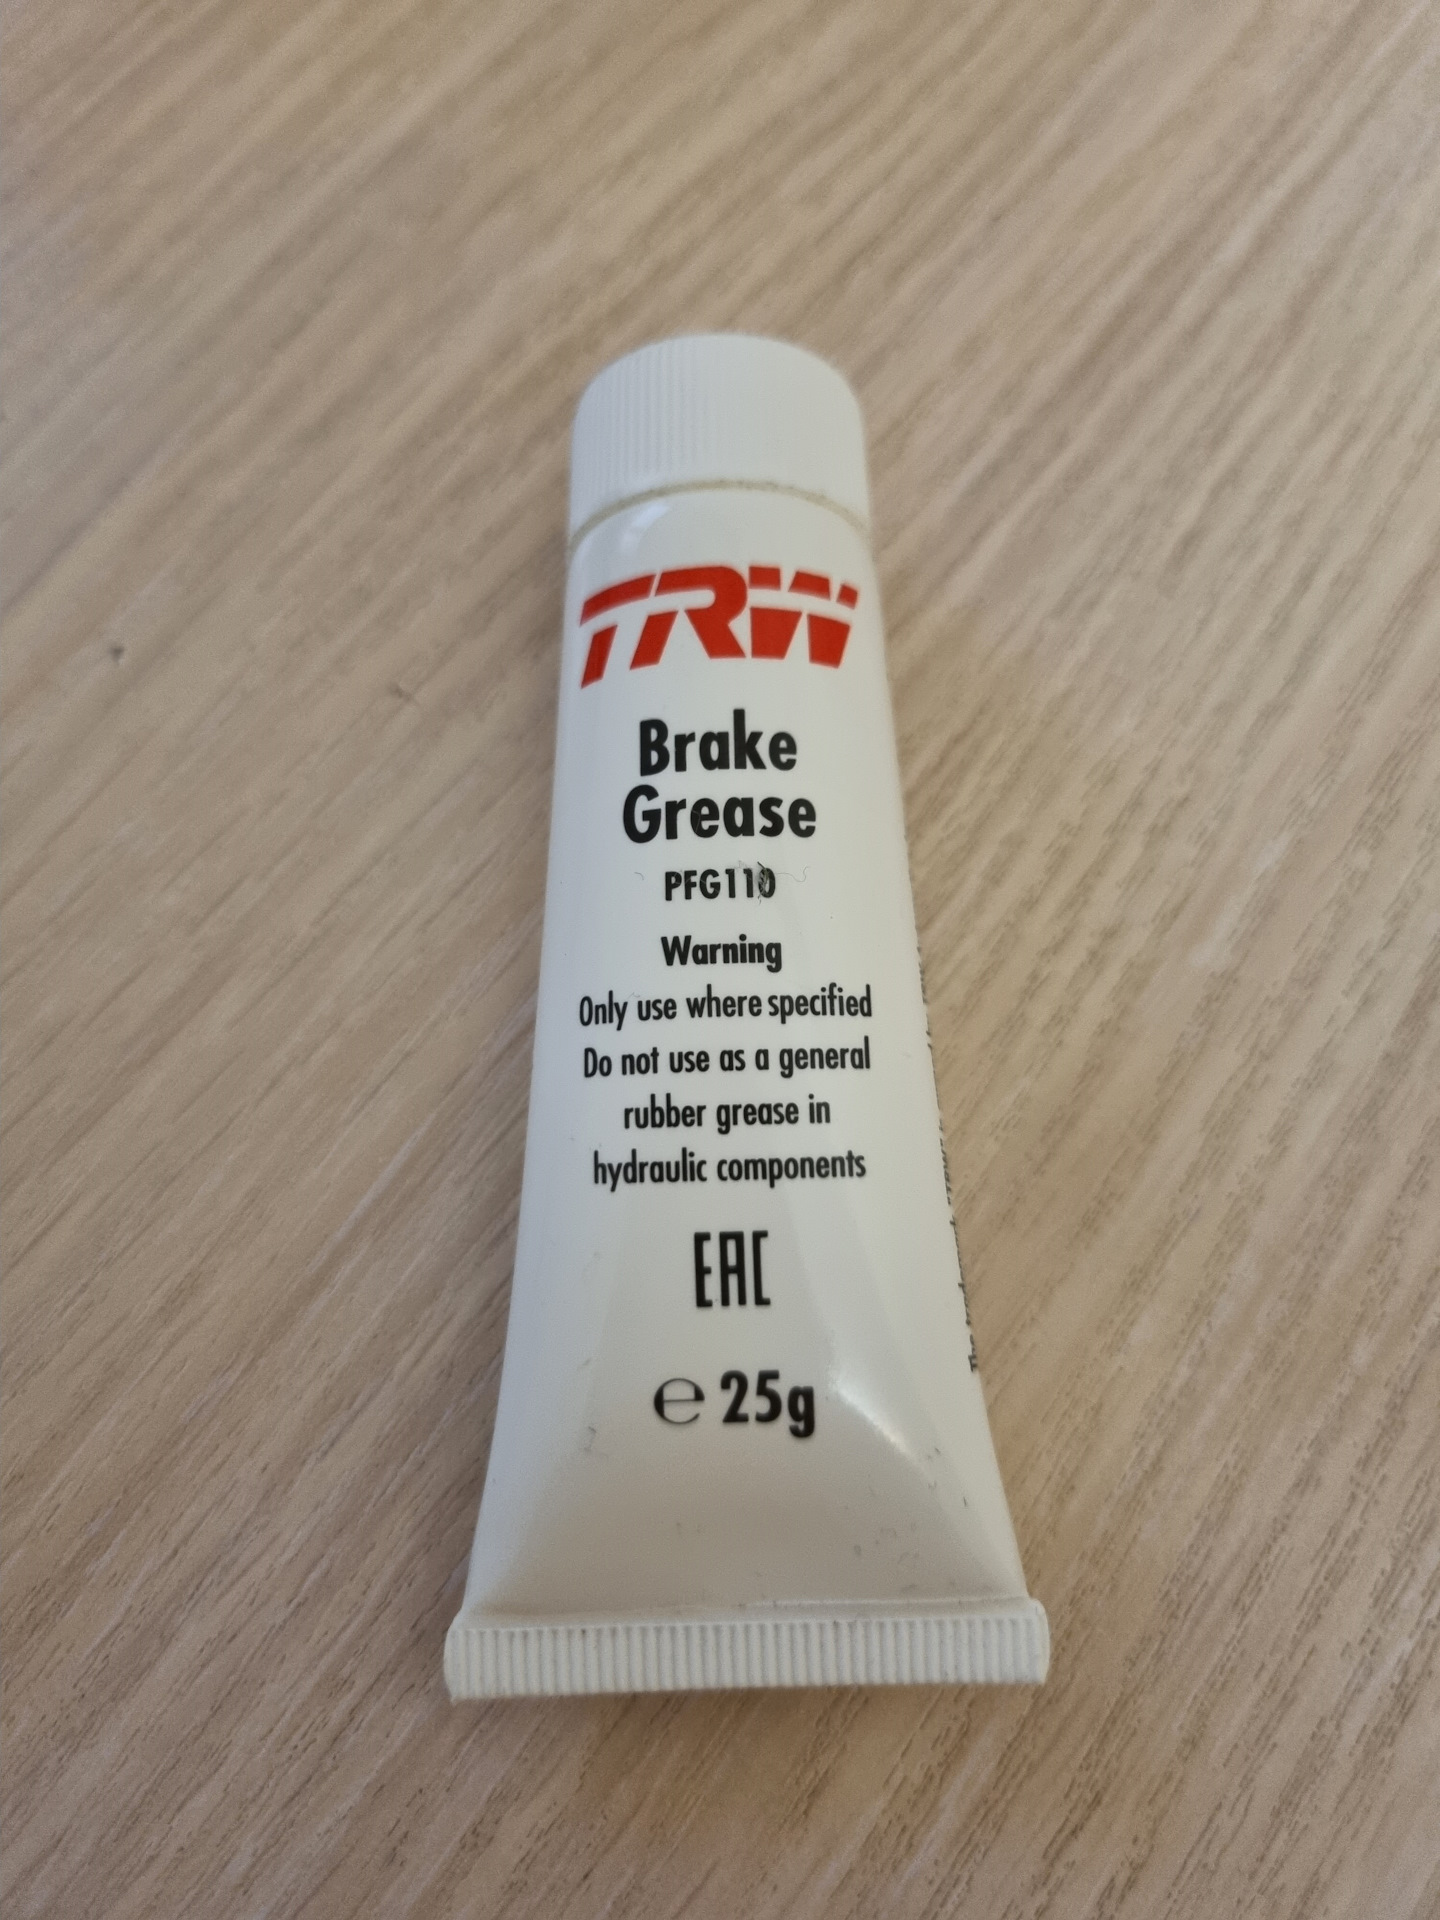 TRW
Brake
Grease
PFG110
Warning
Only use where specified
Do not use as a general
rubber grease in
hydraulic components
EAC
℮ 25g